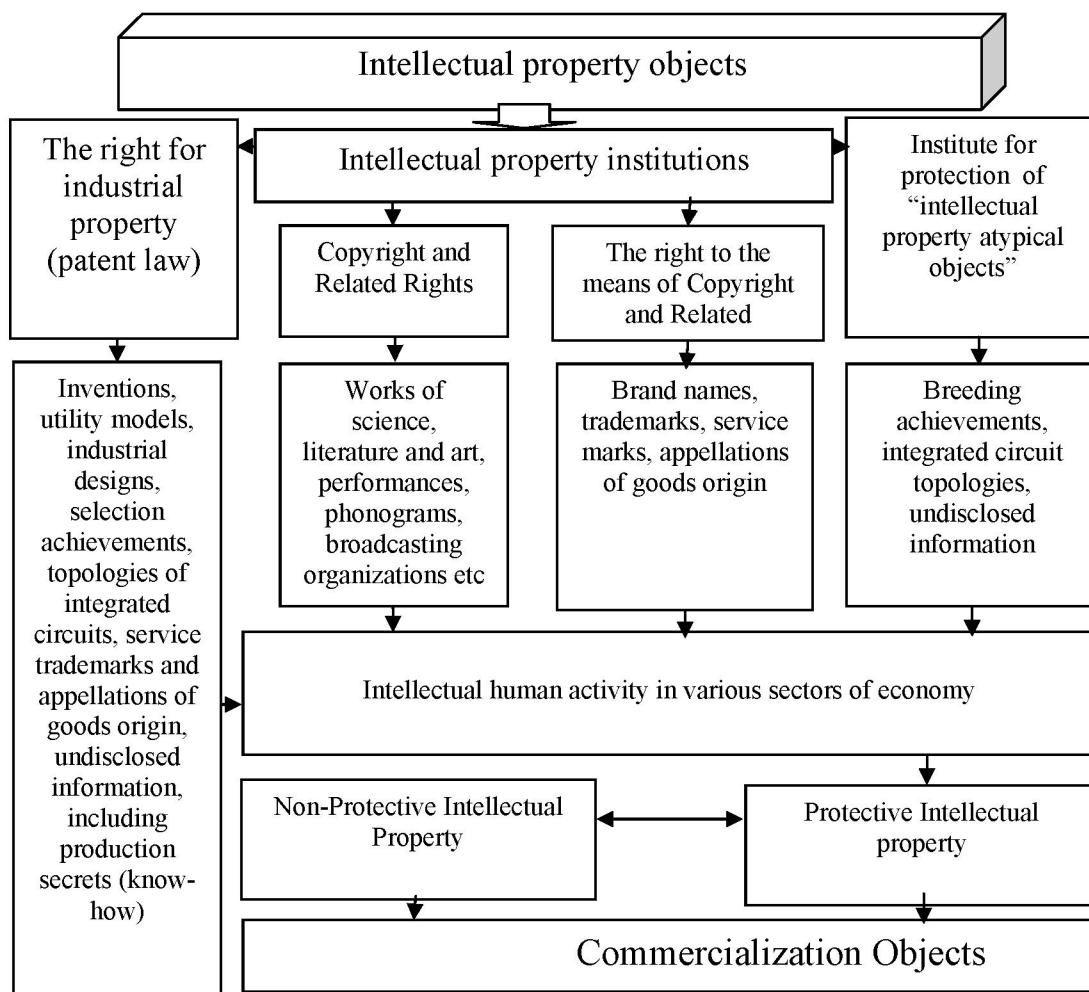 Intellectual property objects
The right for
industrial
property
(patent law)
Intellectual property institutions
Institute for
protection of
“intellectual
property atypical
objects”
Copyright and
Related Rights
The right to the
means of Copyright
and Related
Inventions,
utility models,
industrial
designs,
selection
achievements,
topologies of
integrated
circuits, service
trademarks and
appellations of
goods origin,
undisclosed
information,
including
production
secrets (know-
how)
Works of
science,
literature and art,
performances,
phonograms,
broadcasting
organizations etc
Brand names,
trademarks, service
marks, appellations
of goods origin
Breeding
achievements,
integrated circuit
topologies,
undisclosed
information
Intellectual human activity in various sectors of economy
Non-Protective Intellectual
Property
Protective Intellectual
property
Commercialization Objects